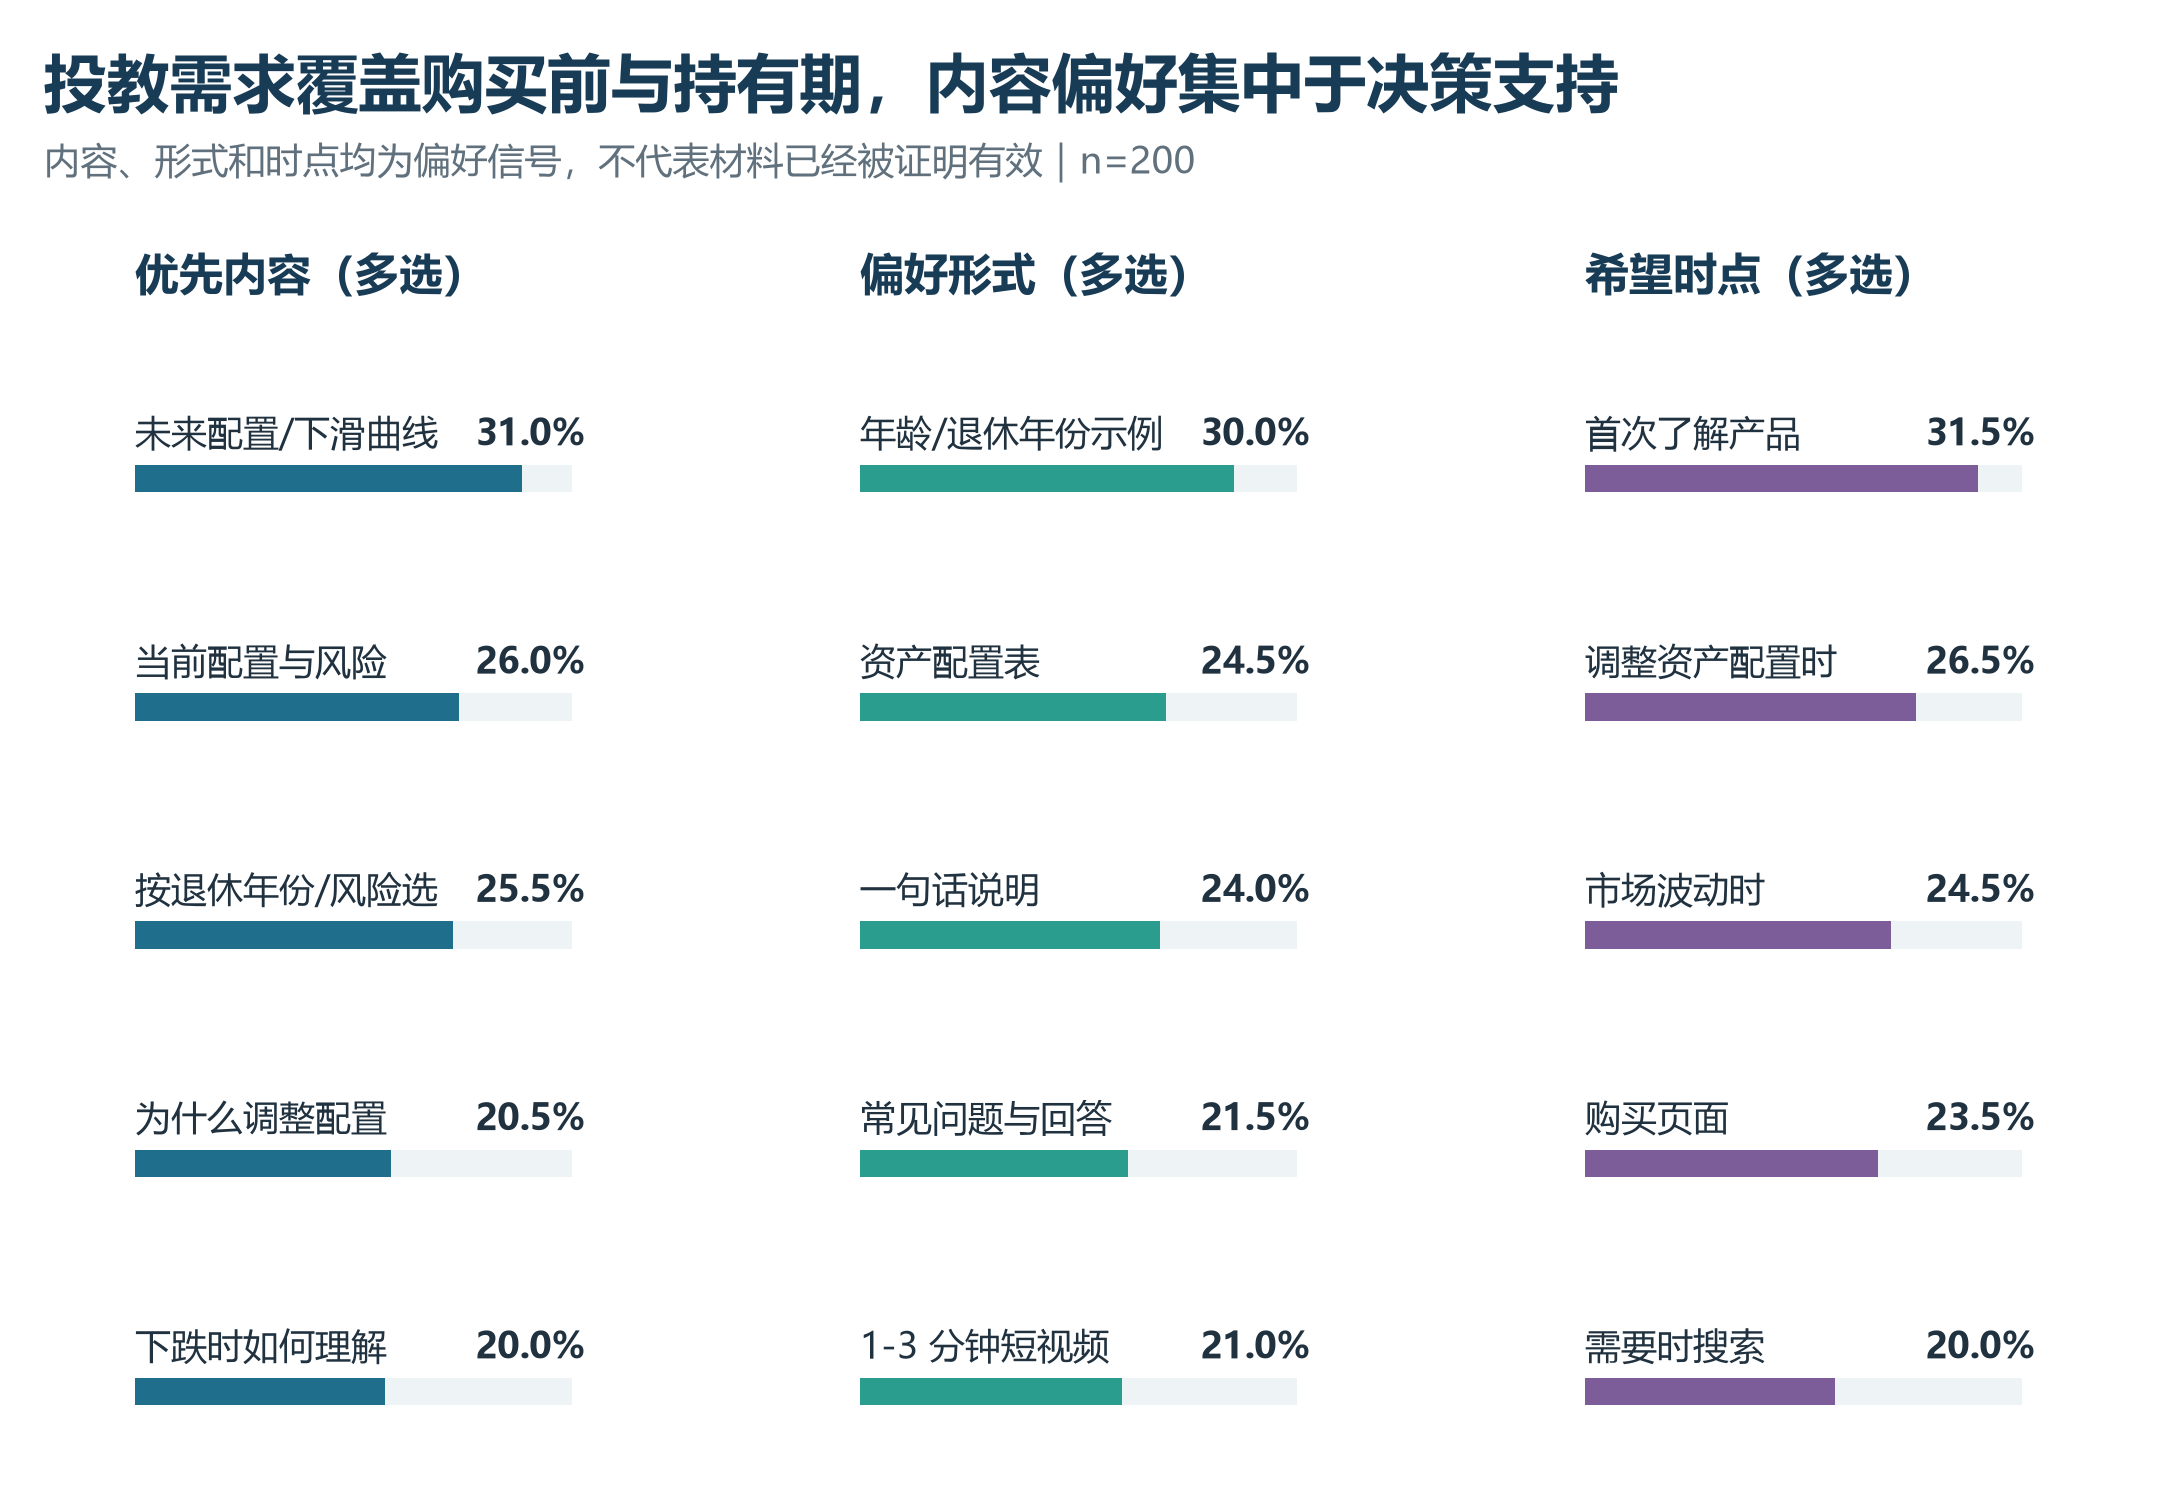 投教需求覆盖购买前与持有期，内容偏好集中于决策支持
内容、形式和时点均为偏好信号，不代表材料已经被证明有效｜n=200
优先内容（多选）
未来配置/下滑曲线 31.0%
当前配置与风险 26.0%
按退休年份/风险选 25.5%
为什么调整配置 20.5%
下跌时如何理解 20.0%
偏好形式（多选）
年龄/退休年份示例 30.0%
资产配置表 24.5%
一句话说明 24.0%
常见问题与回答 21.5%
1-3 分钟短视频 21.0%
希望时点（多选）
首次了解产品 31.5%
调整资产配置时 26.5%
市场波动时 24.5%
购买页面 23.5%
需要时搜索 20.0%